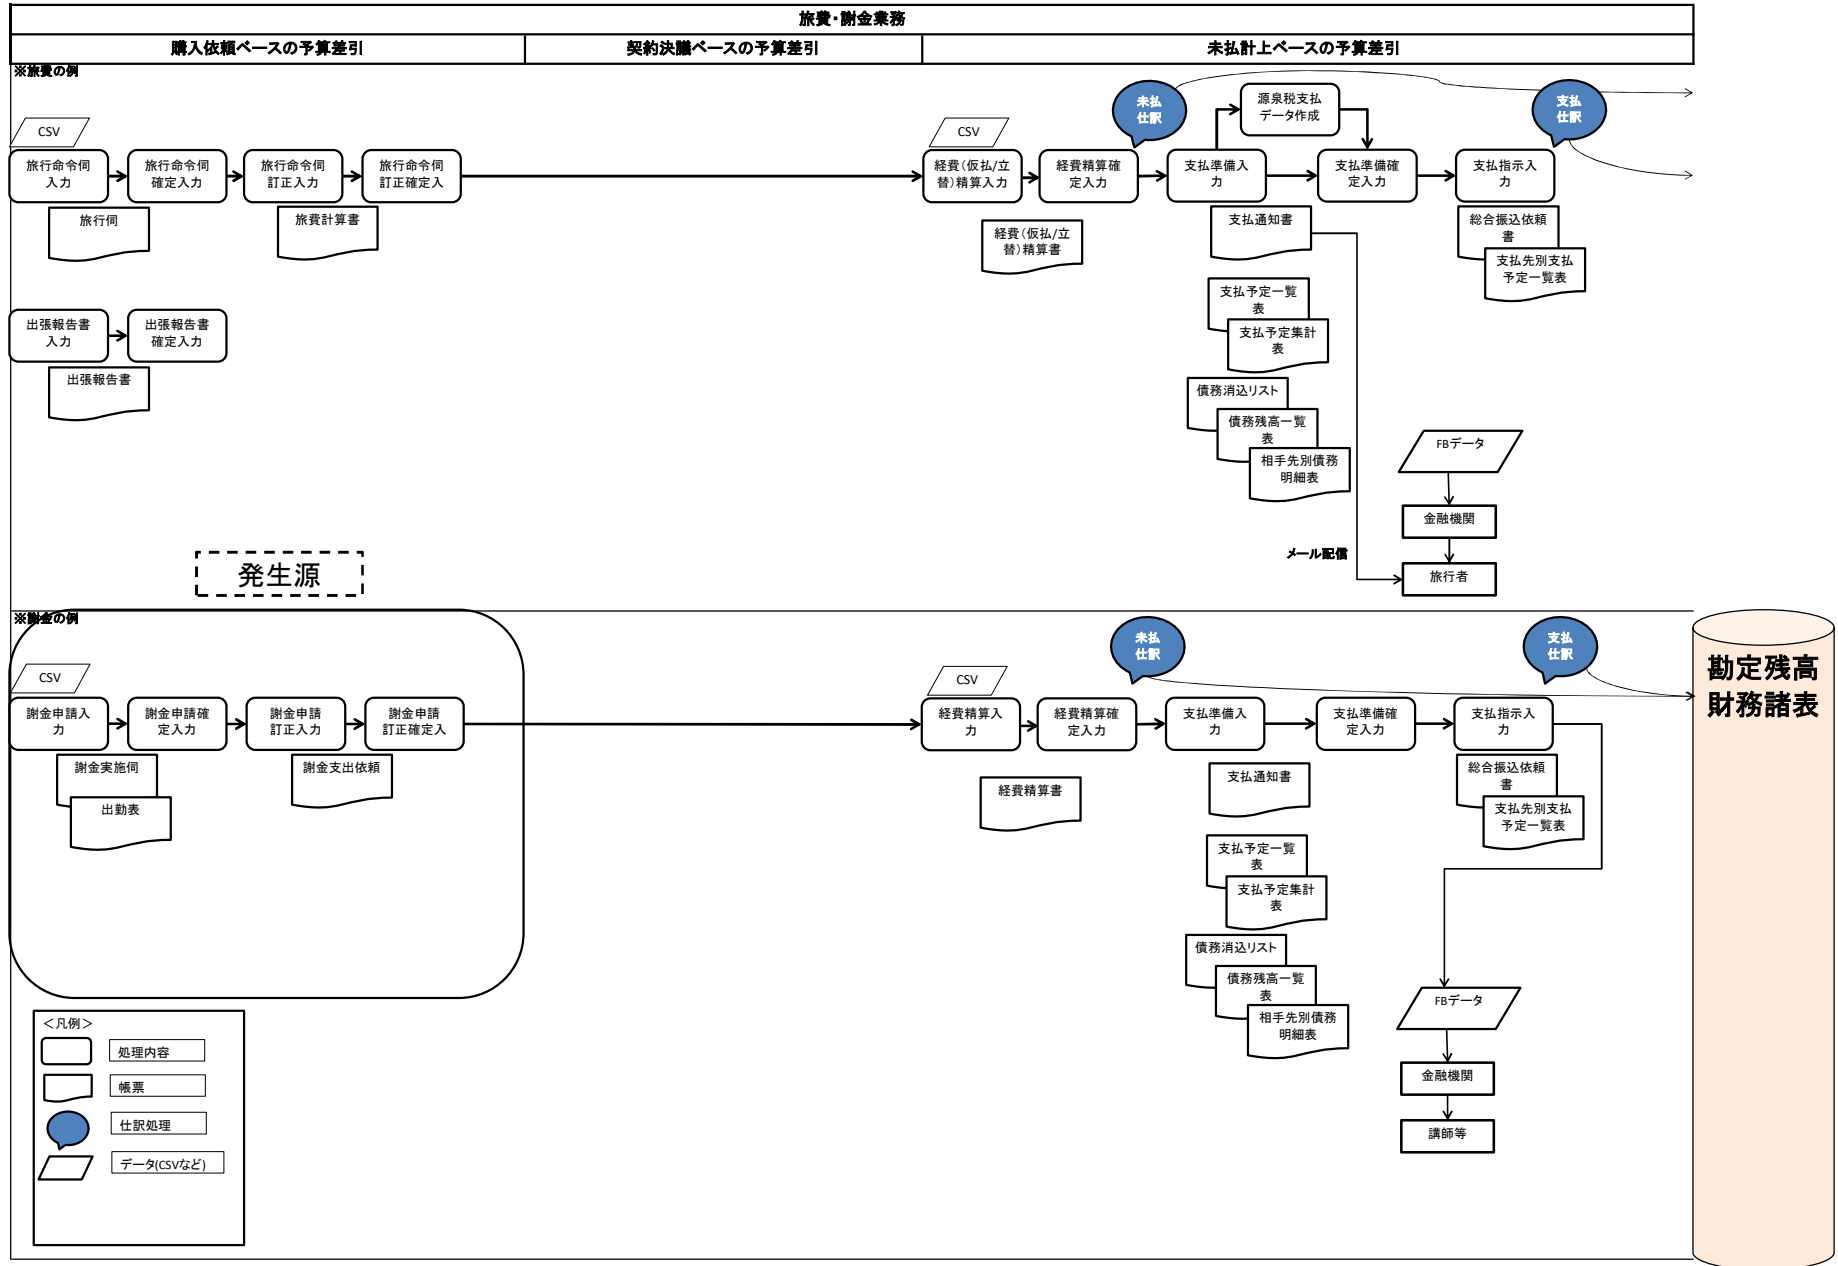 旅費・謝金業務
購入依頼ベースの予算差引
契約決議ベースの予算差引
未払計上ベースの予算差引
※旅費の例
CSV
旅行命令伺
入力
旅行命令伺
確定入力
旅行命令伺
訂正入力
旅行命令伺
訂正確定入
旅行伺
旅費計算書
出張報告書
入力
出張報告書
確定入力
出張報告書
CSV
経費(仮払/立
替)精算入力
経費精算確
定入力
未払
仕訳
支払準備入
力
源泉税支払
データ作成
支払準備確
定入力
支払指示入
力
支払
仕訳
経費(仮払/立
替)精算書
支払通知書
支払予定一覧
表
支払予定集計
表
債務消込リスト
債務残高一覧
表
相手先別債務
明細表
総合振込依頼
書
支払先別支払
予定一覧表
FBデータ
金融機関
旅行者
メール配信
発生源
※謝金の例
CSV
謝金申請入
力
謝金申請確
定入力
謝金申請
訂正入力
謝金申請
訂正確定入
謝金実施伺
出勤表
謝金支出依頼
CSV
経費精算入
力
経費精算確
定入力
未払
仕訳
支払準備入
力
支払準備確
定入力
支払指示入
力
支払
仕訳
経費精算書
支払通知書
支払予定一覧
表
支払予定集計
表
債務消込リスト
債務残高一覧
表
相手先別債務
明細表
総合振込依頼
書
支払先別支払
予定一覧表
FBデータ
金融機関
講師等
勘定残高
財務諸表
＜凡例＞
処理内容
帳票
仕訳処理
データ(CSVなど)